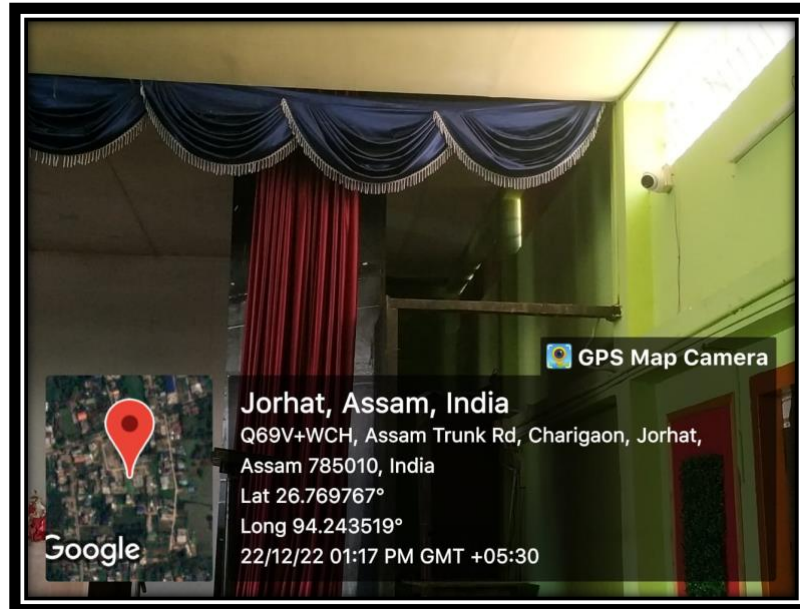 GPS Map Camera
Jorhat, Assam, India
Q69V+WCH, Assam Trunk Rd, Charigaon, Jorhat,
Assam 785010, India
Lat 26.769767°
Long 94.243519°
22/12/22 01:17 PM GMT +05:30
Google